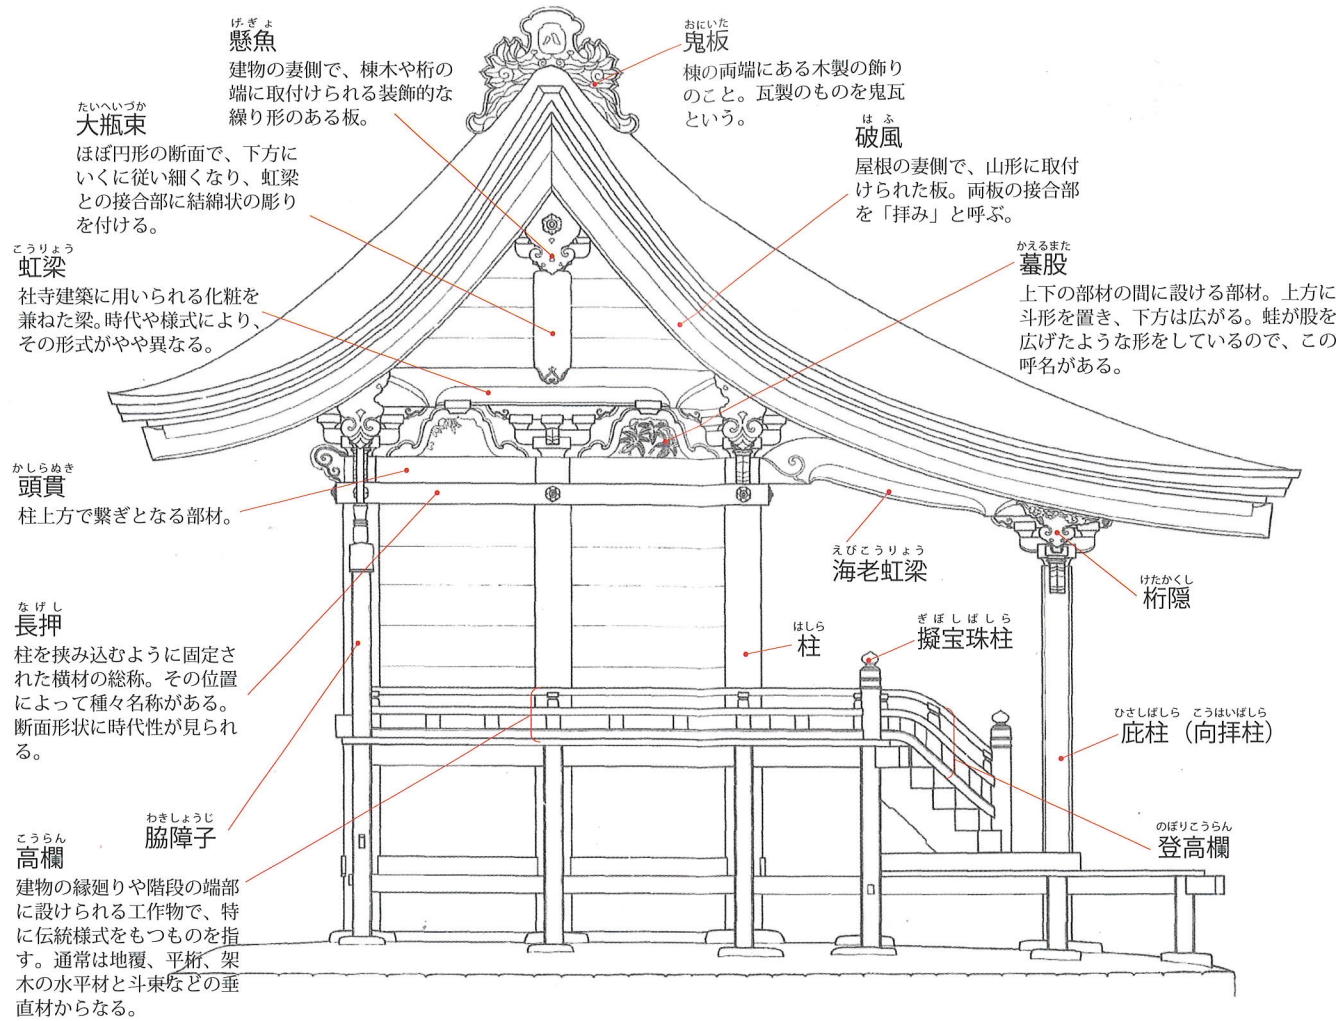 げぎょ
懸魚
建物の妻側で、棟木や桁の
端に取付けられる装飾的な
繰り形のある板。
おにいた
鬼板
棟の両端にある木製の飾り
のこと。瓦製のものを鬼瓦
という。
たいへいづか
大瓶束
ほぼ円形の断面で、下方に
いくに従い細くなり、虹梁
との接合部に結綿状の彫り
を付ける。
はふ
破風
屋根の妻側で、山形に取付
けられた板。両板の接合部
を「拝み」と呼ぶ。
こうりょう
虹梁
社寺建築に用いられる化粧を
兼ねた梁。時代や様式により、
その形式がやや異なる。
かえるまた
蟇股
上下の部材の間に設ける部材。上方に
斗形を置き、下方は広がる。蛙が股を
広げたような形をしているので、この
呼名がある。
八
かしらぬき
頭貫
柱上方で繋ぎとなる部材。
えびこうりょう
海老虹梁
けたかくし
桁隠
なげし
長押
柱を挟み込むように固定さ
れた横材の総称。その位置
によって種々名称がある。
断面形状に時代性が見られ
る。
はしら
柱
ぎぼしばしら
擬宝珠柱
ひさしばしら こうはいばしら
庇柱（向拝柱）
わきしょうじ
脇障子
のぼりこうらん
登高欄
こうらん
高欄
建物の縁廻りや階段の端部
に設けられる工作物で、特
に伝統様式をもつものを指
す。通常は地覆、平桁、架
木の水平材と斗束などの垂
直材からなる。